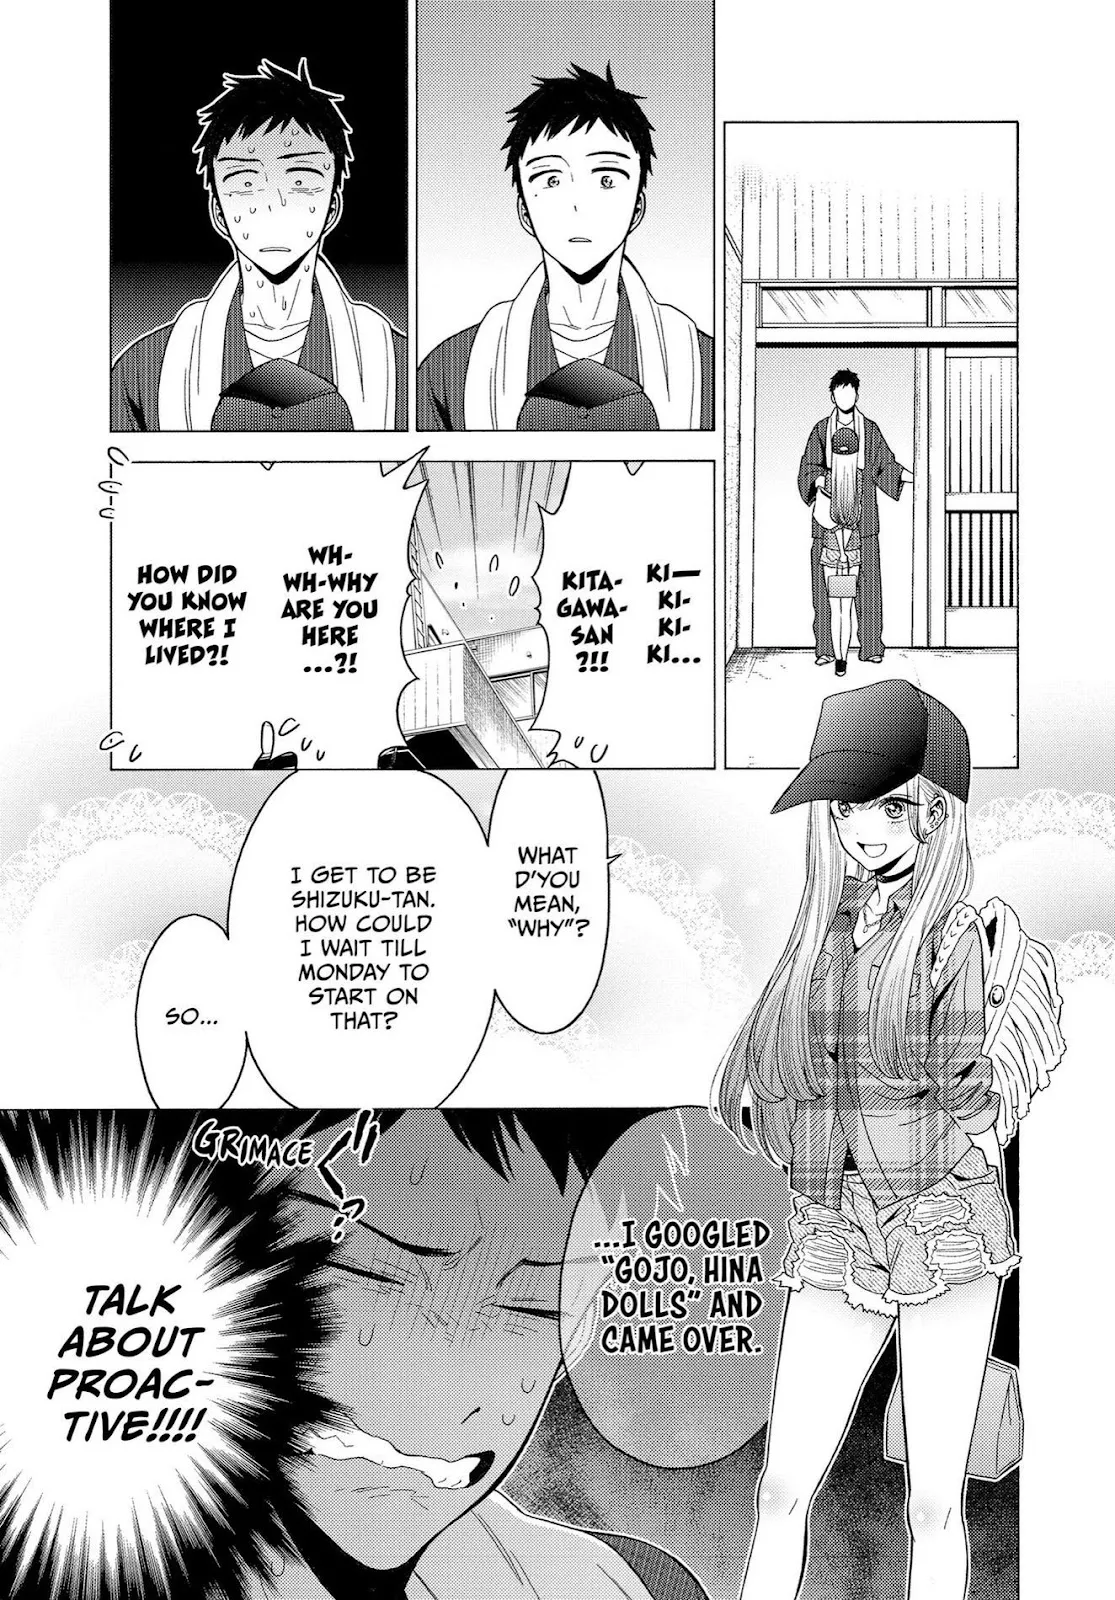 KI—
KI-
KI-
KI...
KITA-
GAWA-
SAN
?!!
WH-
WH-WHY
ARE YOU
HERE
...?!
HOW DID
YOU KNOW
WHERE I
LIVED?!
WHAT
D'YOU
MEAN,
"WHY"?
I GET TO BE
SHIZUKU-TAN.
HOW COULD
I WAIT TILL
MONDAY TO
START ON
THAT?
SO...
...I GOOGLED
"GOJO, HINA
DOLLS" AND
CAME OVER.
GRIMACE
TALK
ABOUT
PROAC-
TIVE!!!!